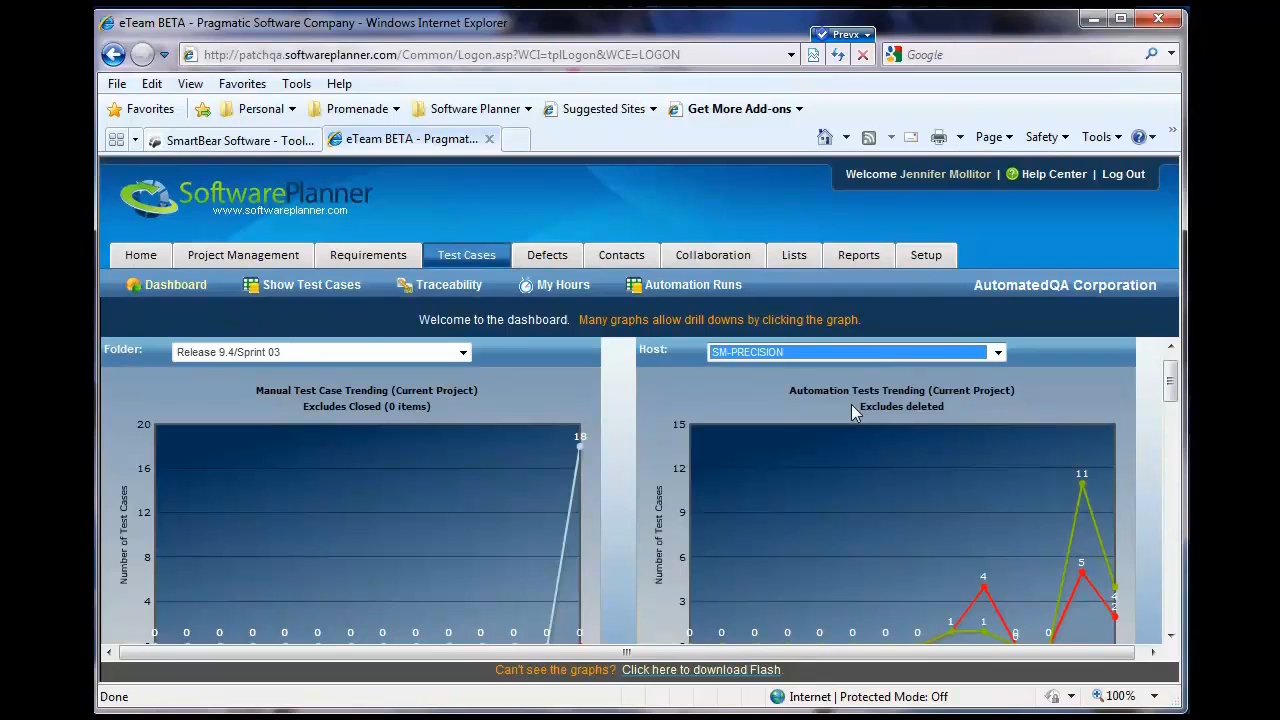 eTeam BETA - Pragmatic Software Company - Windows Internet Explorer
Prevx
http://patchqa.softwareplanner.com/Common/Logon.asp?WCI=tplLogon&WCE=LOGON
Google
File Edit View Favorites Tools Help
Favorites Personal Promenade Software Planner Suggested Sites Get More Add-ons
SmartBear Software - Tool... eTeam BETA - Pragmat... Page Safety Tools
Welcome Jennifer Mollitor | Help Center | Log Out
SoftwarePlanner
www.softwareplanner.com
Home Project Management Requirements Test Cases Defects Contacts Collaboration Lists Reports Setup
Dashboard Show Test Cases Traceability My Hours Automation Runs AutomatedQA Corporation
Welcome to the dashboard. Many graphs allow drill downs by clicking the graph.
Folder: Release 9.4/Sprint 03
Manual Test Case Trending (Current Project)
Excludes Closed (0 items)
20
18
16
12
8
4
Number of Test Cases
0 0 0 0 0 0 0 0 0 0 0 0 0 0
Host: SM-PRECISION
Automation Tests Trending (Current Project)
Excludes deleted
15
12
11
9
6
5
4
4
3
2
1 1
Number of Test Cases
0 0 0 0 0 0 0 0 0 0
Can't see the graphs? Click here to download Flash
Done Internet | Protected Mode: Off 100%